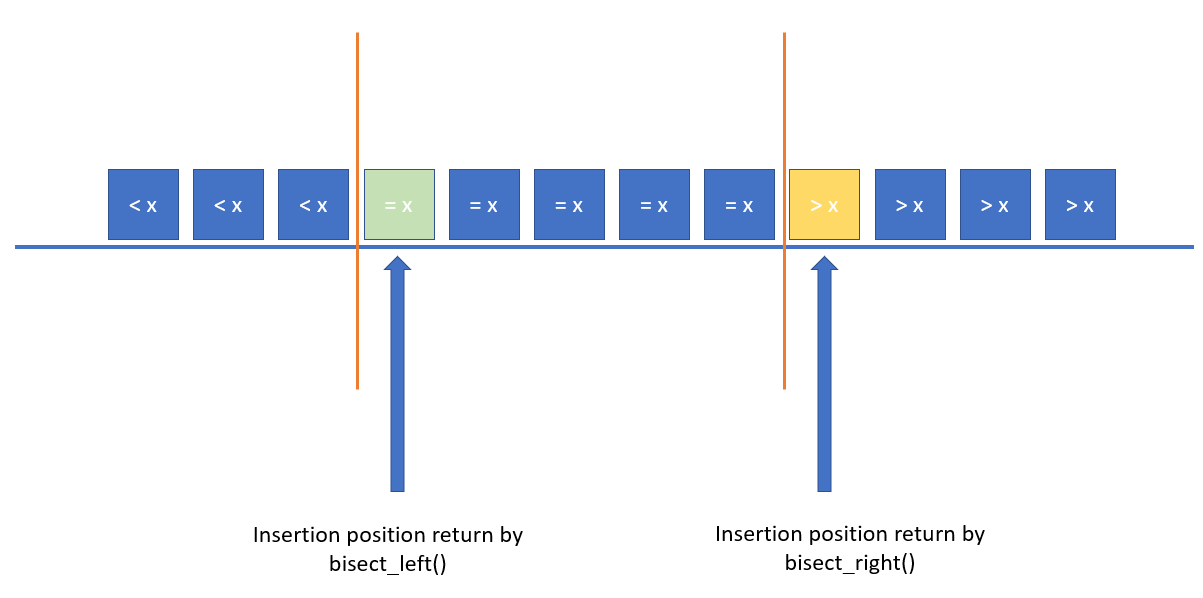 < x < x < x = x = x = x = x = x > x > x > x > x
Insertion position return by
bisect_left()
Insertion position return by
bisect_right()